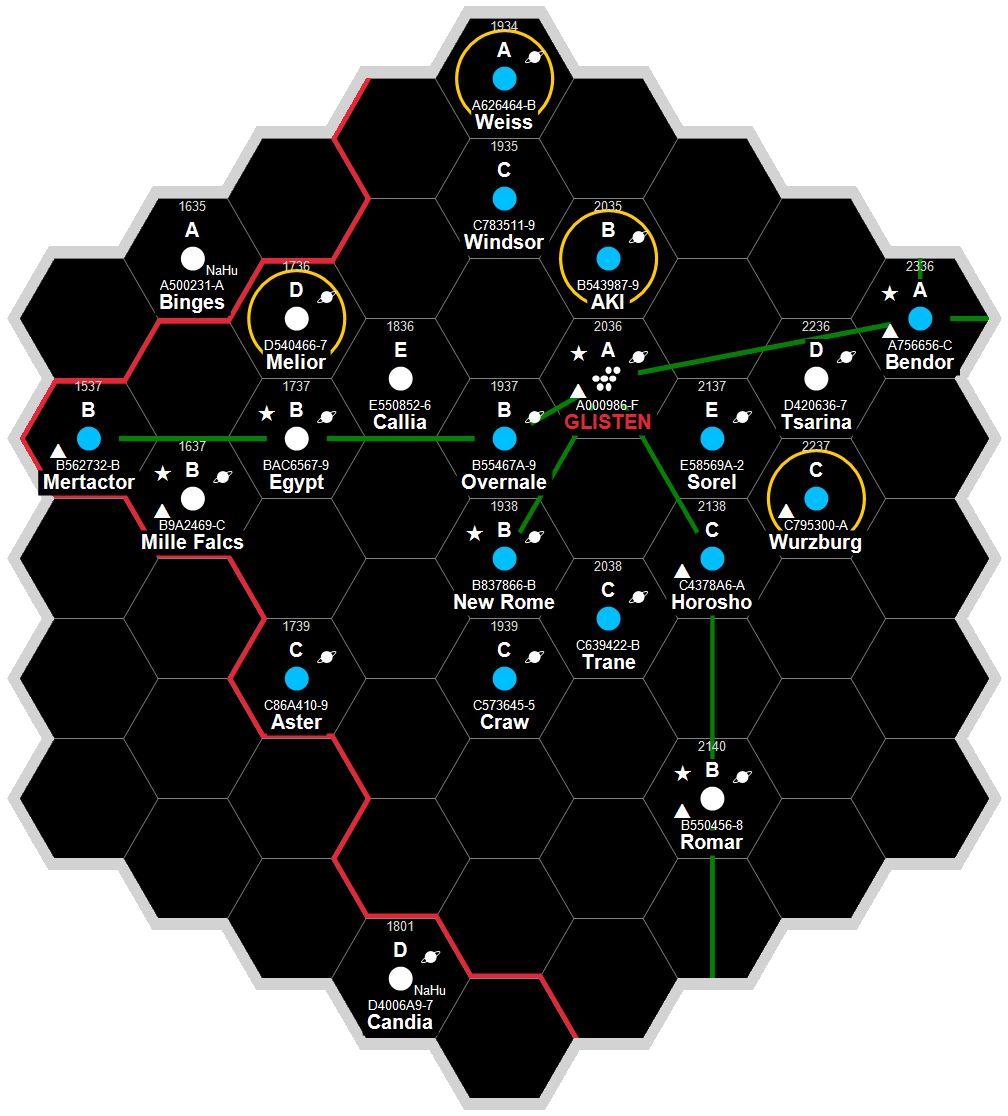 1934
A
A626464-B
Weiss
1935
C
C783511-9
Windsor
1635
A
NaHu
A500231-A
Binges
2035
B
B543987-9
AKI
1736
D
D540466-7
Melior
2336
A
A756656-C
Bendor
1836
E
E550852-6
Callia
2036
A
A000986-F
GLISTEN
2236
D
D420636-7
Tsarina
1537
B
B562732-B
Mertactor
1737
B
BAC6567-9
Egypt
1937
B
B55467A-9
Overnale
2137
E
E58569A-2
Sorel
1637
B
B9A2469-C
Mille Falcs
2237
C
C795300-A
Wurzburg
1938
B
B837866-B
New Rome
2138
C
C4378A6-A
Horosho
2038
C
C639422-B
Trane
1739
C
C86A410-9
Aster
1939
C
C573645-5
Craw
2140
B
B550456-8
Romar
1801
D
NaHu
D4006A9-7
Candia